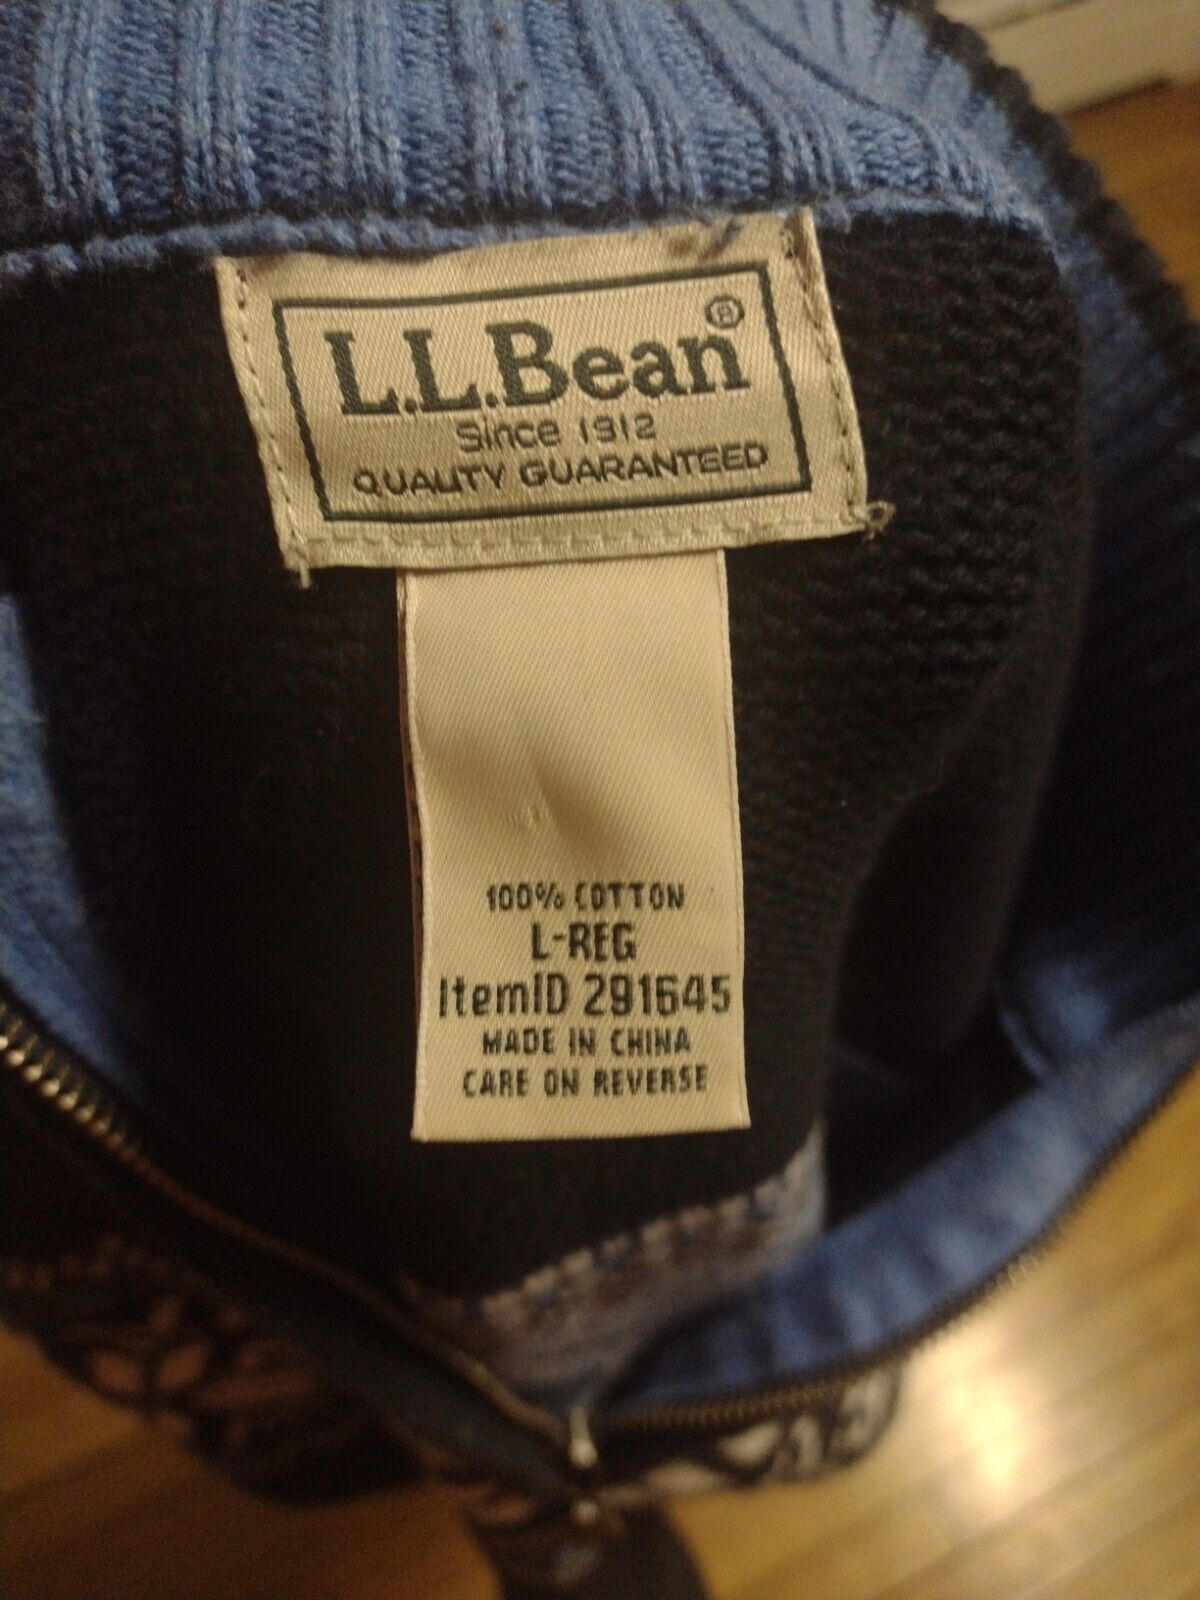 L.L.Bean®
Since 1912
QUALITY GUARANTEED
100% COTTON
L-REG
ItemID 291645
MADE IN CHINA
CARE ON REVERSE